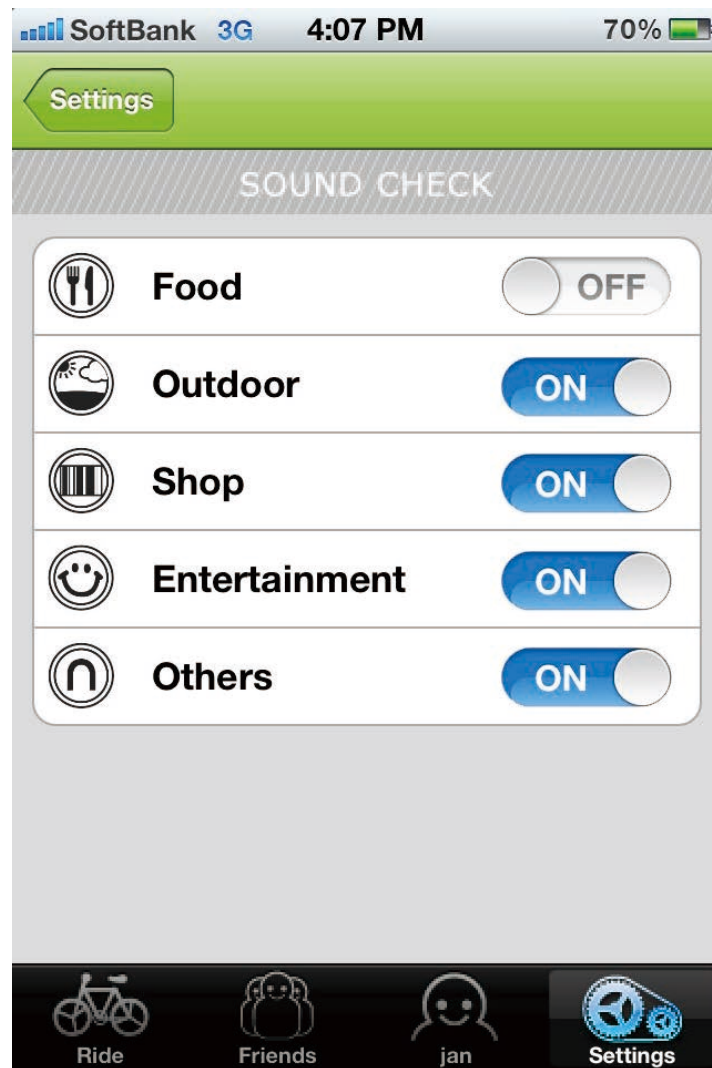 SoftBank 3G 4:07 PM 70%
Settings
SOUND CHECK
Food OFF
Outdoor ON
Shop ON
Entertainment ON
Others ON
Ride Friends jan Settings